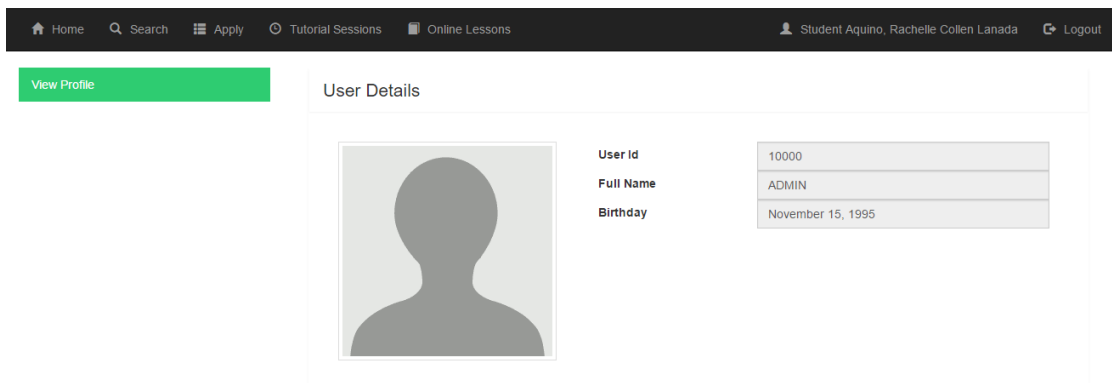 Home Search Apply Tutorial Sessions Online Lessons Student Aquino, Rachelle Collen Lanada Logout
View Profile
User Details
User Id 10000
Full Name ADMIN
Birthday November 15, 1995